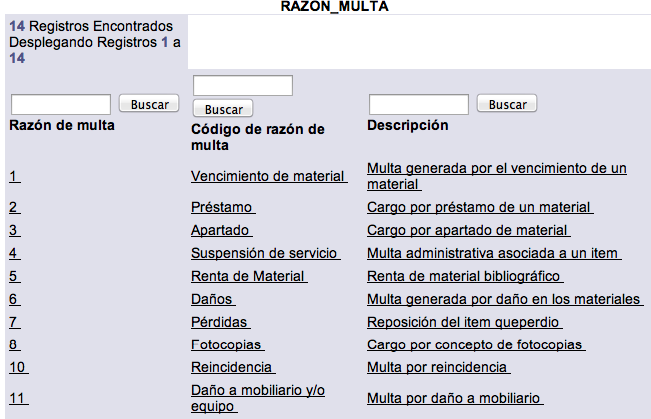 RAZON_MULTA
14 Registros Encontrados
Desplegando Registros 1 a
14
Buscar
Buscar
Buscar
Razón de multa
Código de razón de
multa
Descripción
1 Vencimiento de material Multa generada por el vencimiento de un
material
2 Préstamo Cargo por préstamo de un material
3 Apartado Cargo por apartado de material
4 Suspensión de servicio Multa administrativa asociada a un item
5 Renta de Material Renta de material bibliográfico
6 Daños Multa generada por daño en los materiales
7 Pérdidas Reposición del item queperdio
8 Fotocopias Cargo por concepto de fotocopias
10 Reincidencia Multa por reincidencia
11 Daño a mobiliario y/o
equipo Multa por daño a mobiliario